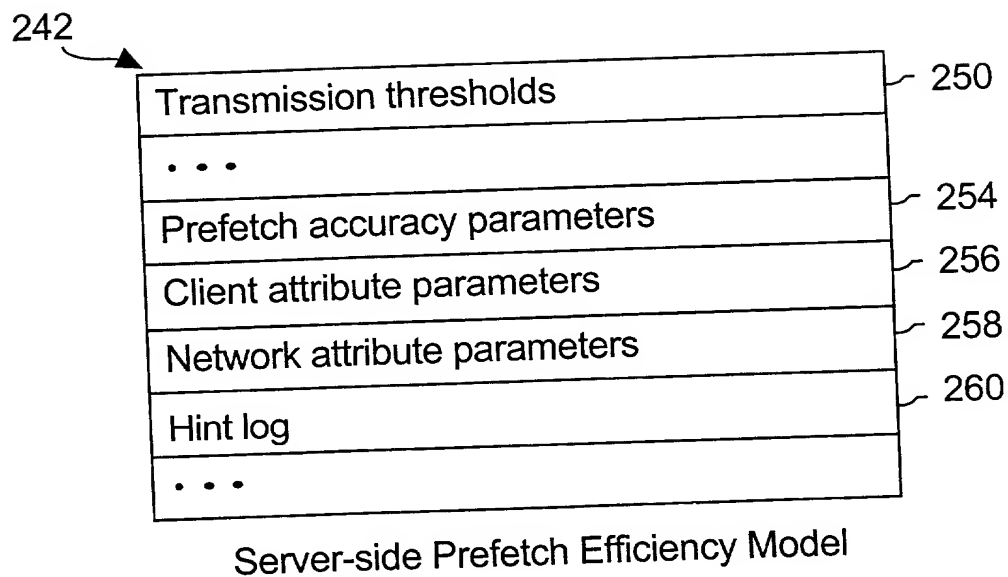 242
Transmission thresholds
250
• • •
Prefetch accuracy parameters
254
Client attribute parameters
256
Network attribute parameters
258
Hint log
260
• • •
Server-side Prefetch Efficiency Model